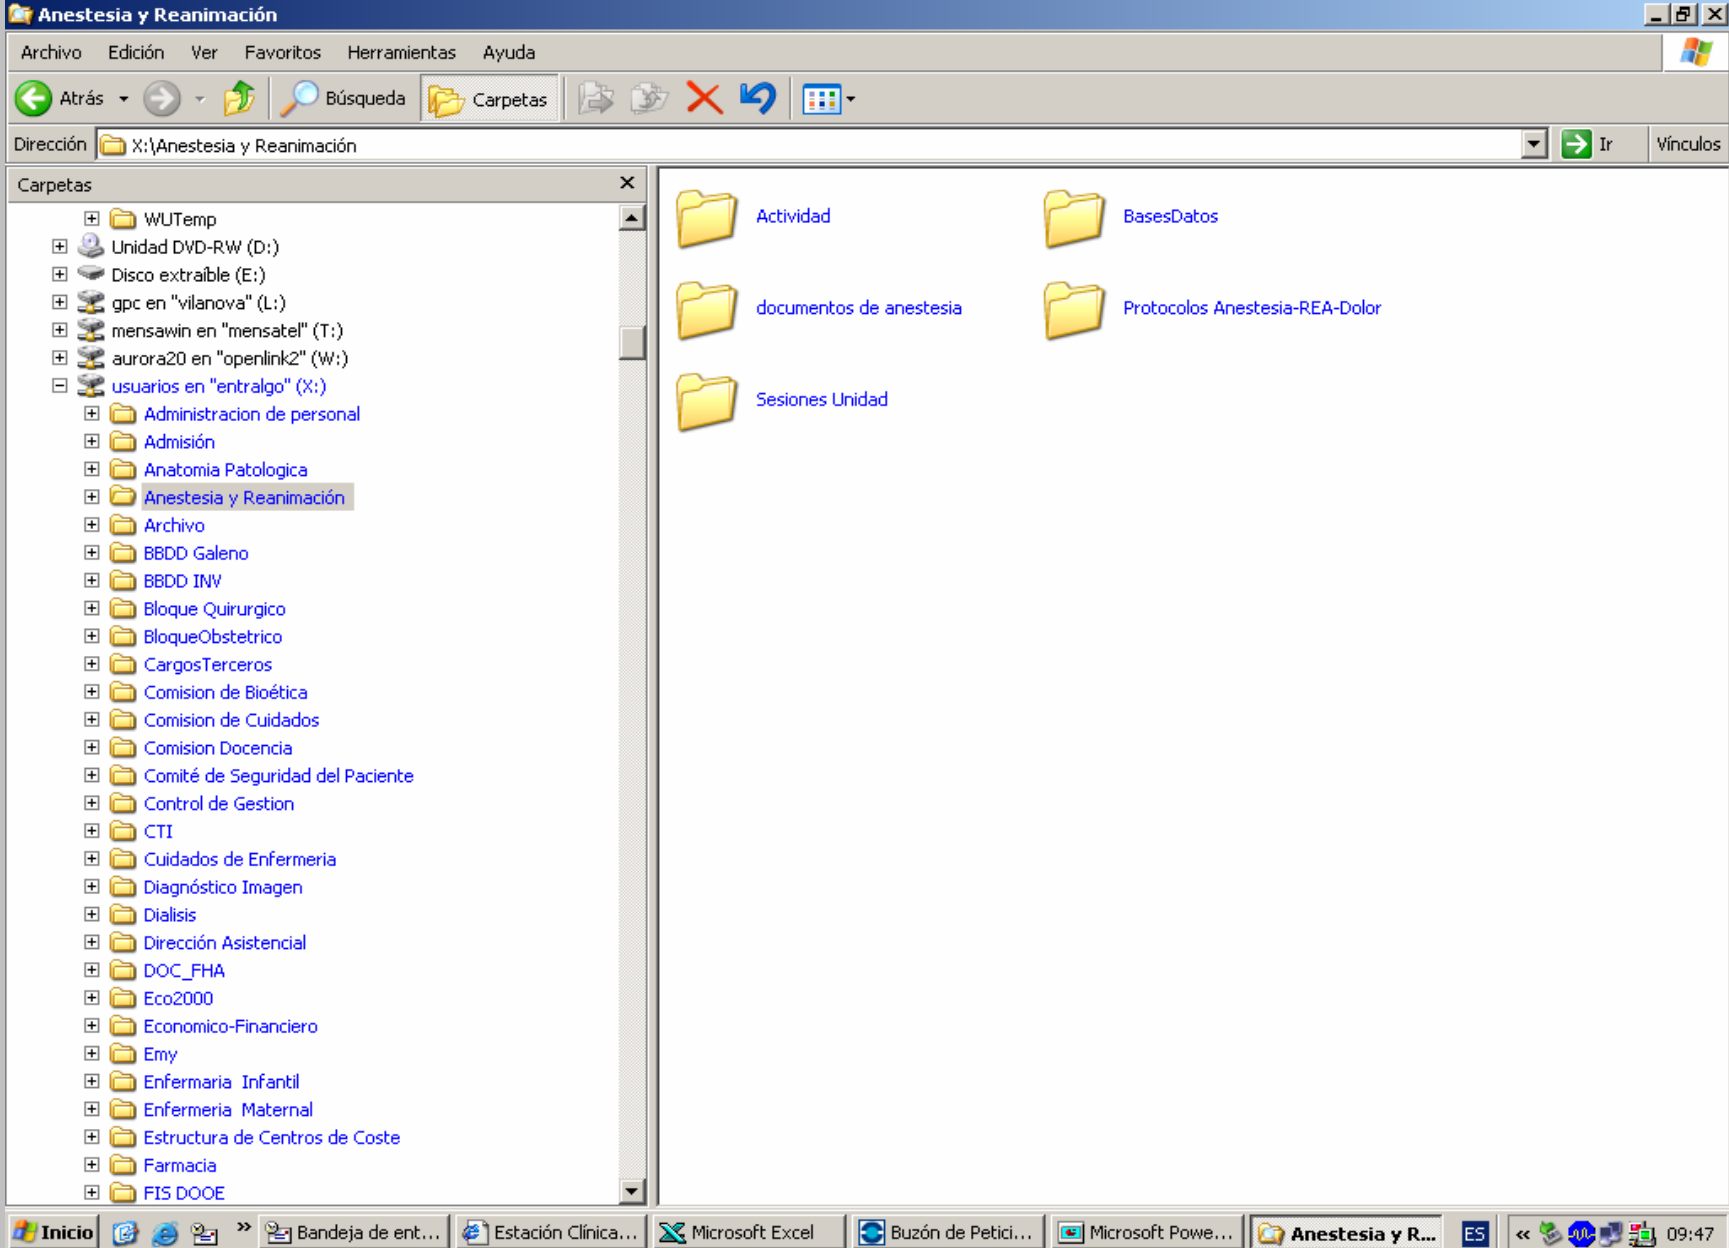 Anestesia y Reanimación
Archivo Edición Ver Favoritos Herramientas Ayuda
Atrás Búsqueda Carpetas
Dirección X:\Anestesia y Reanimación Ir Vínculos
Carpetas
WUTemp
Unidad DVD-RW (D:)
Disco extraíble (E:)
gpc en "vilanova" (L:)
mensawin en "mensatel" (T:)
aurora20 en "openlink2" (W:)
usuarios en "entralgo" (X:)
Administracion de personal
Admisión
Anatomia Patologica
Anestesia y Reanimación
Archivo
BBDD Galeno
BBDD INV
Bloque Quirurgico
BloqueObstetrico
CargosTerceros
Comision de Bioética
Comision de Cuidados
Comision Docencia
Comité de Seguridad del Paciente
Control de Gestion
CTI
Cuidados de Enfermeria
Diagnóstico Imagen
Dialisis
Dirección Asistencial
DOC_FHA
Eco2000
Economico-Financiero
Emy
Enfermaria Infantil
Enfermeria Maternal
Estructura de Centros de Coste
Farmacia
FIS DOOE
Actividad BasesDatos
documentos de anestesia Protocolos Anestesia-REA-Dolor
Sesiones Unidad
Inicio » Bandeja de ent... Estación Clínica... Microsoft Excel Buzón de Petici... Microsoft Powe... Anestesia y R... ES « 09:47